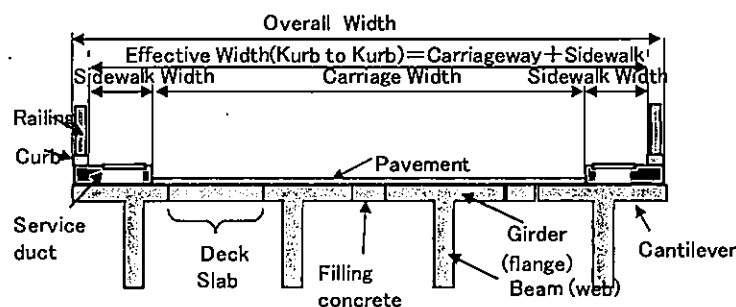 Overall Width
Effective Width(Kurb to Kurb)=Carriageway+Sidewalk
Sidewalk Width
Carriage Width
Sidewalk Width
Railing
Curb
Pavement
Service
duct
Deck
Slab
Filling
concrete
Girder
(flange)
Beam(web)
Cantilever